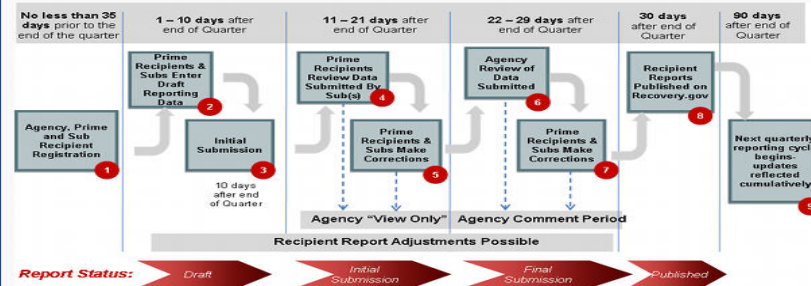 No less than 35
days prior to the
end of the quarter
1 – 10 days after
end of Quarter
11 – 21 days after
end of Quarter
22 – 29 days after
end of Quarter
30 days
after end of
Quarter
90 days
after end of
Quarter
Agency, Prime
and Sub
Recipient
Registration
1
Prime
Recipients &
Subs Enter
Draft
Reporting
Data
2
Initial
Submission
3
10 days
after end
of Quarter
Prime
Recipients
Review Data
Submitted By
Sub(s)
4
Prime
Recipients
& Subs Make
Corrections
5
Agency
Review of
Data
Submitted
6
Prime
Recipients
& Subs Make
Corrections
7
Recipient
Reports
Published on
Recovery.gov
8
Next quarterly
reporting cycl
begins-
updates
reflected
cumulatively
9
Agency “View Only”
Agency Comment Period
Recipient Report Adjustments Possible
Report Status:
Draft
Initial
Submission
Final
Submission
Published